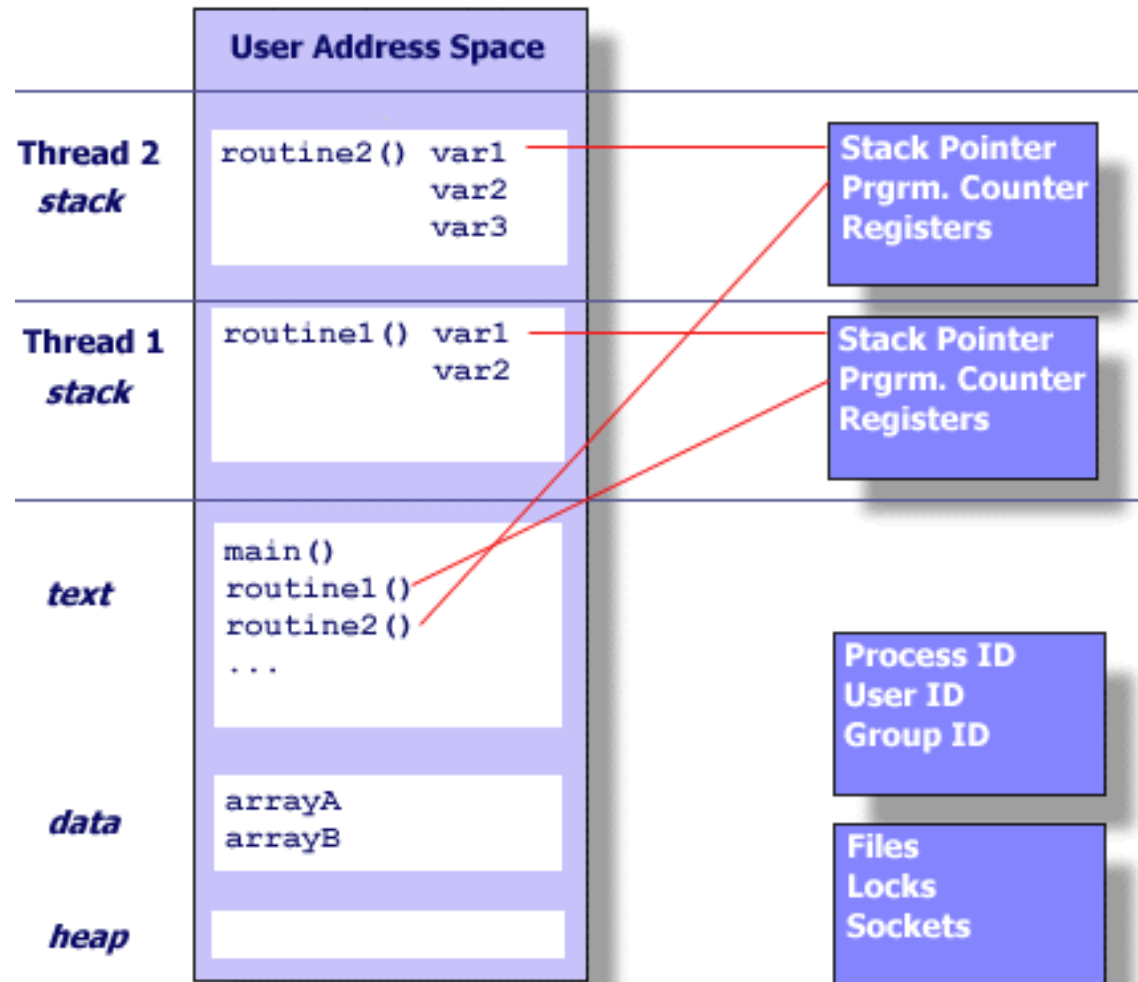 User Address Space
Thread 2
stack
routine2() var1
var2
var3
Stack Pointer
Prgrm. Counter
Registers
Thread 1
stack
routine1() var1
var2
Stack Pointer
Prgrm. Counter
Registers
text
main()
routine1()
routine2()
...
Process ID
User ID
Group ID
data
arrayA
arrayB
Files
Locks
Sockets
heap